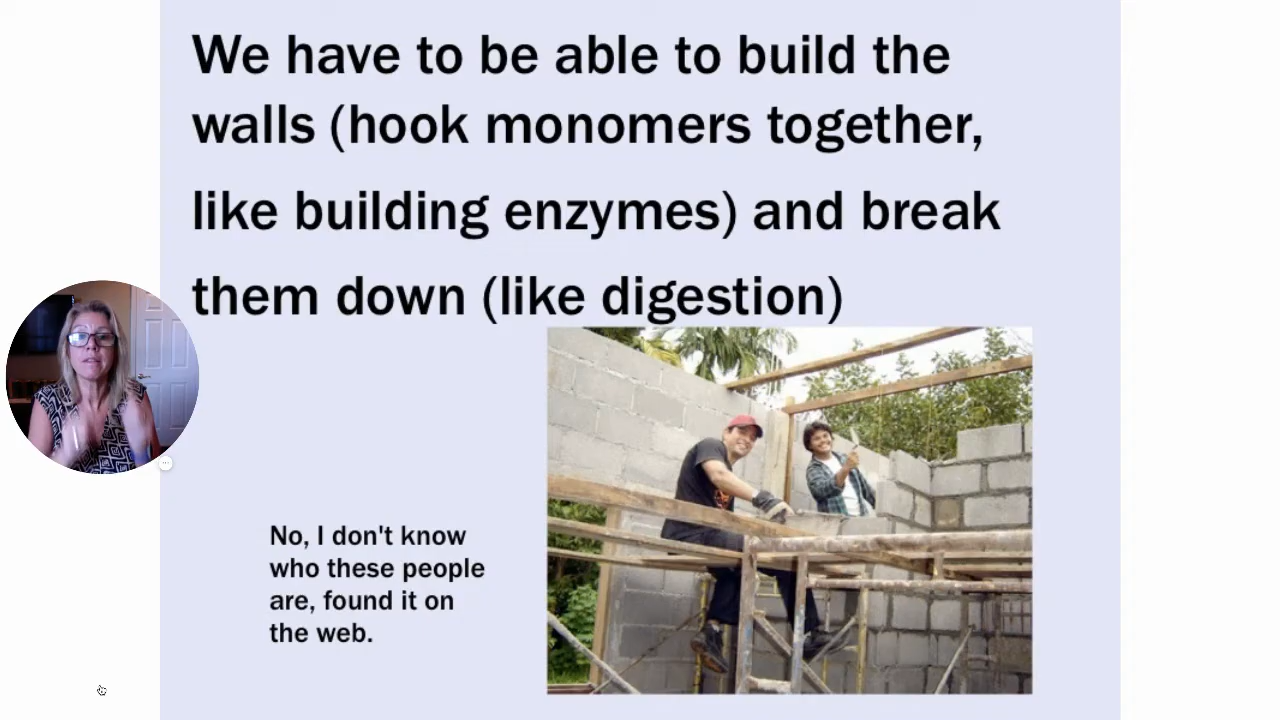 We have to be able to build the
walls (hook monomers together,
like building enzymes) and break
them down (like digestion)
No, I don't know
who these people
are, found it on
the web.